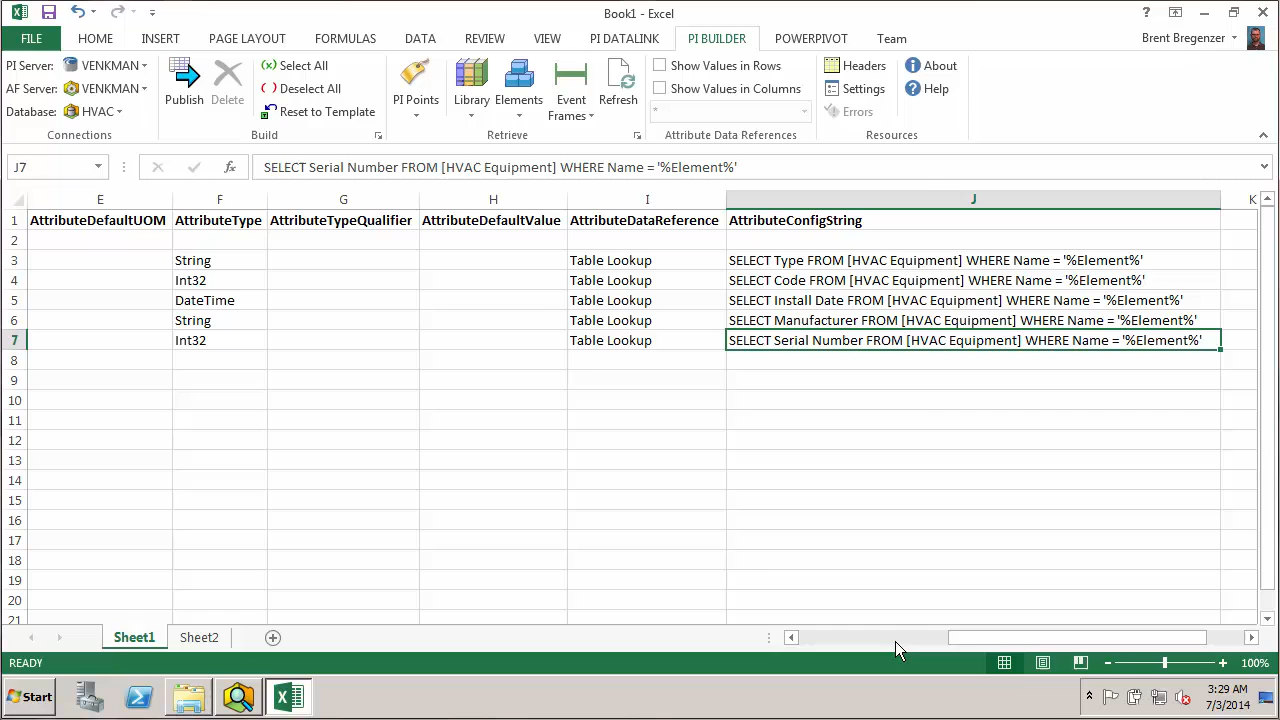 Book1 - Excel
FILE HOME INSERT PAGE LAYOUT FORMULAS DATA REVIEW VIEW PI DATALINK PI BUILDER POWERPIVOT Team Brent Bregenzer
PI Server: VENKMAN
AF Server: VENKMAN
Database: HVAC
Connections
Publish
Delete
(x) Select All
( ) Deselect All
Reset to Template
Build
PI Points
Library
Elements
Event Frames
Refresh
Retrieve
Show Values in Rows
Show Values in Columns
*
Attribute Data References
Headers
Settings
Errors
About
Help
Resources
J7 fx SELECT Serial Number FROM [HVAC Equipment] WHERE Name = '%Element%'
E F G H I J K
1 AttributeDefaultUOM AttributeType AttributeTypeQualifier AttributeDefaultValue AttributeDataReference AttributeConfigString
2
3 String Table Lookup SELECT Type FROM [HVAC Equipment] WHERE Name = '%Element%'
4 Int32 Table Lookup SELECT Code FROM [HVAC Equipment] WHERE Name = '%Element%'
5 DateTime Table Lookup SELECT Install Date FROM [HVAC Equipment] WHERE Name = '%Element%'
6 String Table Lookup SELECT Manufacturer FROM [HVAC Equipment] WHERE Name = '%Element%'
7 Int32 Table Lookup SELECT Serial Number FROM [HVAC Equipment] WHERE Name = '%Element%'
8
9
10
11
12
13
14
15
16
17
18
19
20
21
Sheet1 Sheet2
READY 100%
Start 3:29 AM
7/3/2014